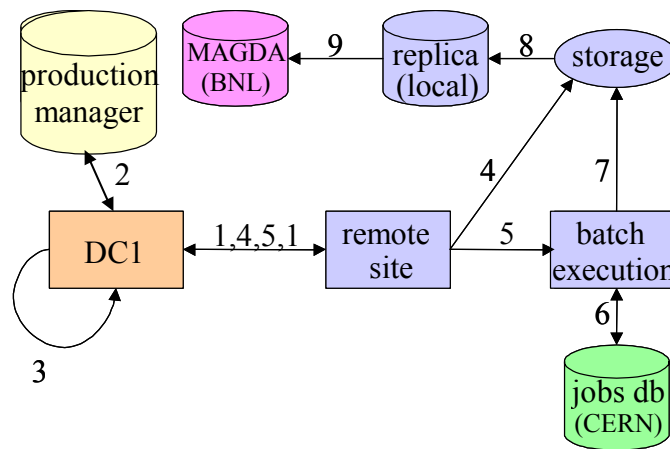 production
manager
MAGDA
(BNL)
9
replica
(local)
8
storage
2
4
7
DC1
1,4,5,1
remote
site
5
batch
execution
3
6
jobs db
(CERN)